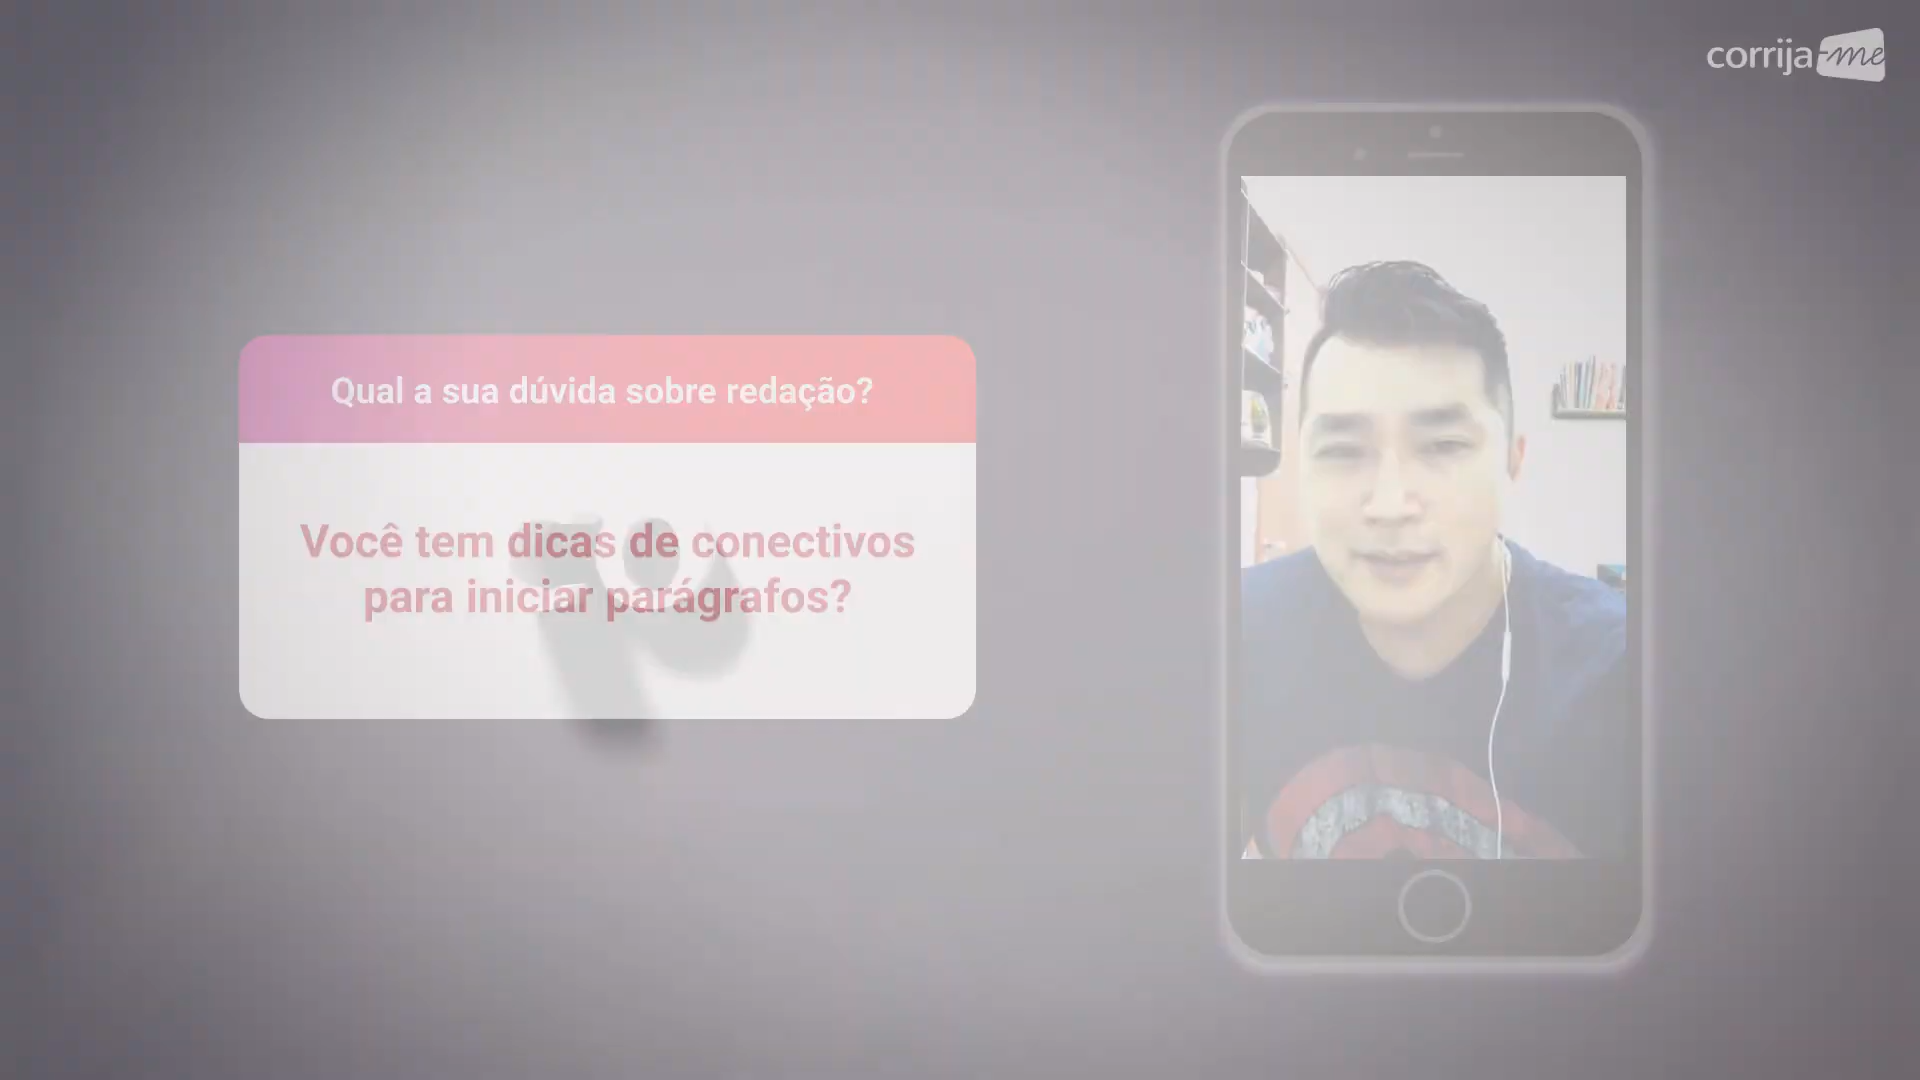 corrija-me
Qual a sua dúvida sobre redação?
Você tem dicas de conectivos
para iniciar parágrafos?